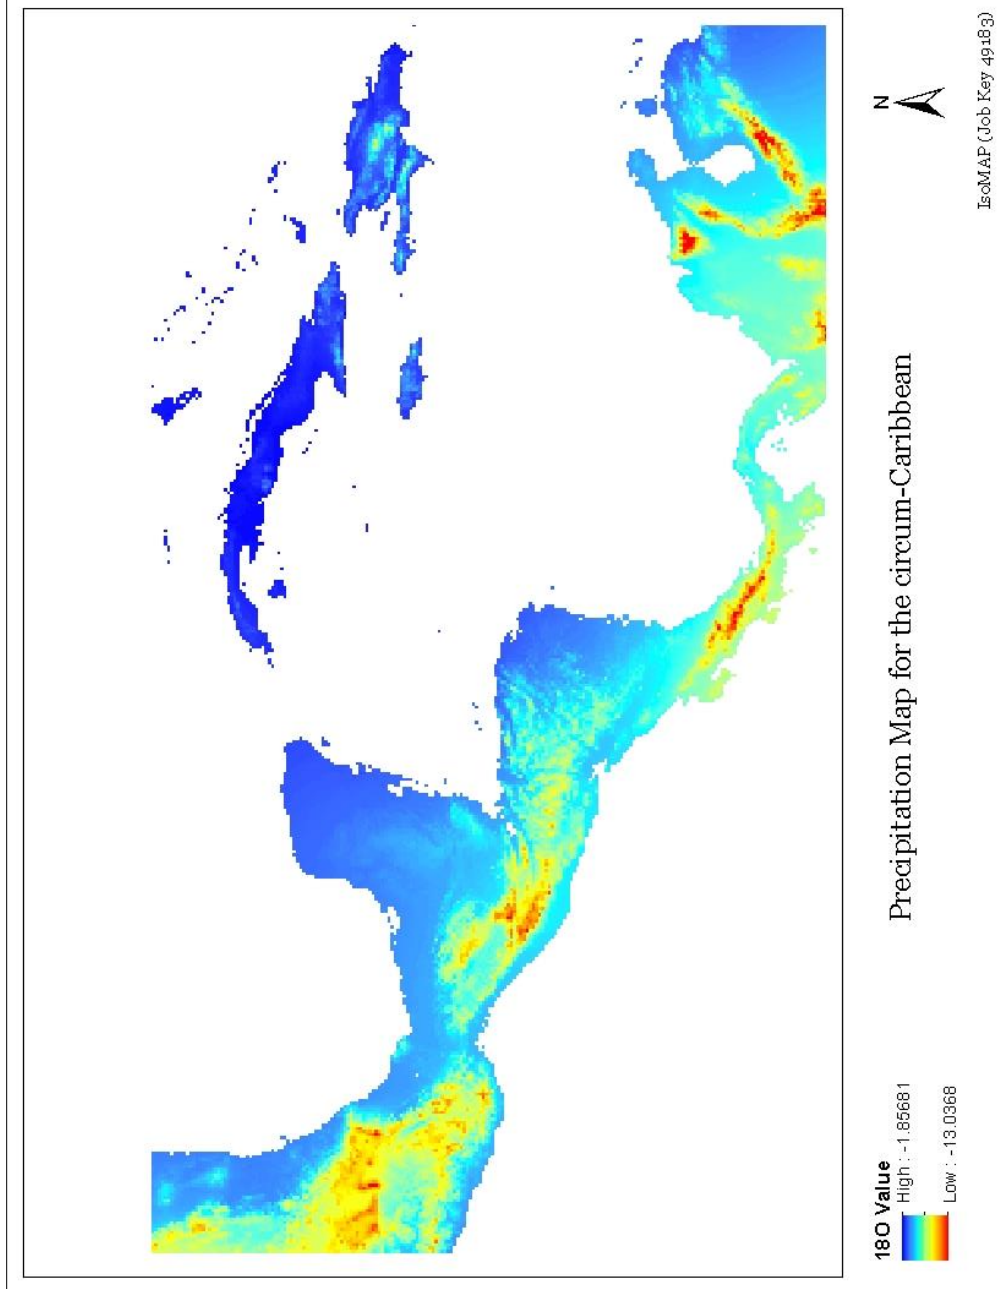 Precipitation Map for the circum-Caribbean
N
18O Value
High : -1.85681
Low : -13.0368
IsoMAP (Job Key 49183)